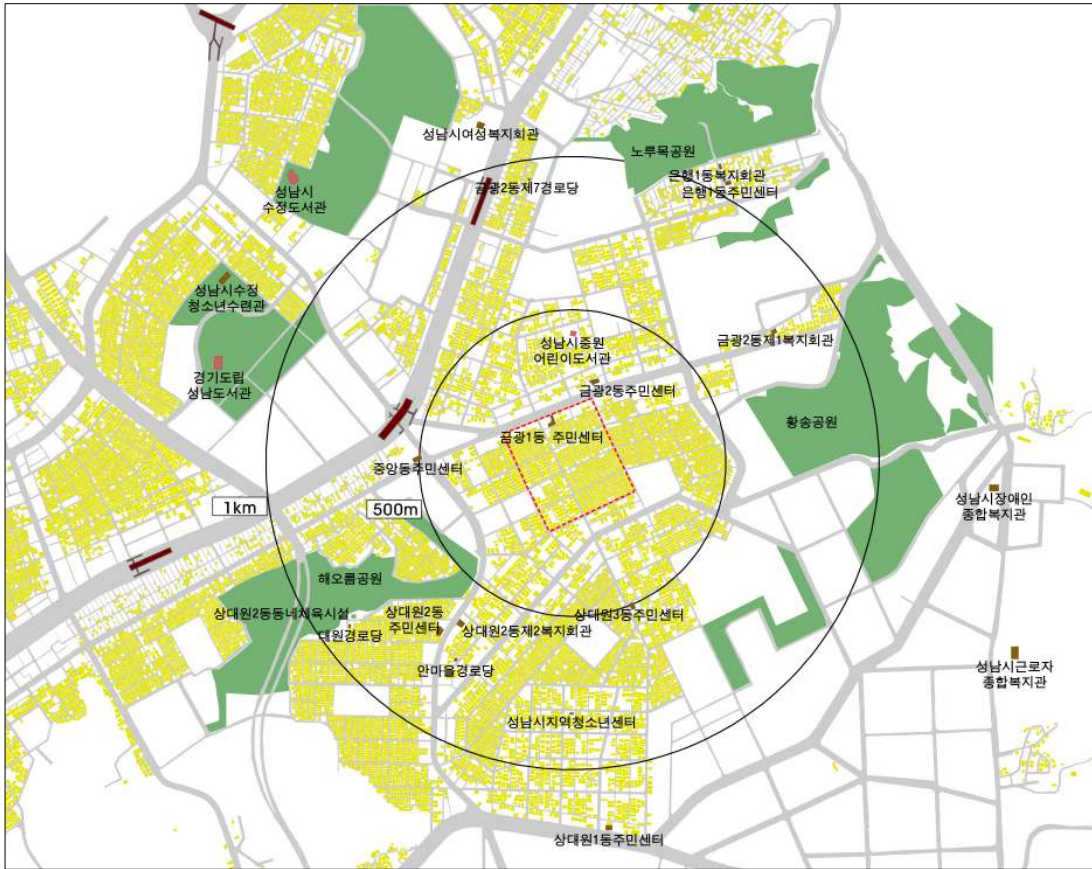 성남시여성복지회관
노루목공원
은행1동복지회관
은행1동주민센터
금광2동제7경로당
성남시
수정도서관
성남시수정
청소년수련관
성남시중원
어린이도서관
금광2동제1복지회관
경기도립
성남도서관
금광2동주민센터
황송공원
금광1동 주민센터
중앙동주민센터
1km
500m
성남시장애인
종합복지관
해오름공원
상대원2동동네체육시설
상대원2동
주민센터
상대원3동주민센터
대원경로당
상대원2동제2복지회관
안마을경로당
성남시근로자
종합복지관
성남시지역청소년센터
상대원1동주민센터